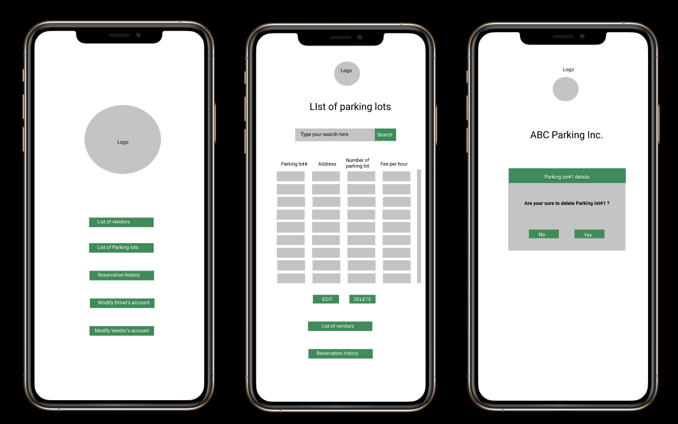 Logo
List of vendors
List of Parking lots
Reservation history
Modify Driver's account
Modify Vendor's account
Logo
LIst of parking lots
Type your search here
Search
Parking lot#
Address
Number of
parking lot
Fee per hour
EDIT
DELETE
List of vendors
Reservation history
Logo
ABC Parking Inc.
Parking lot#1 details
Are your sure to delete Parking lot#1 ?
No
Yes